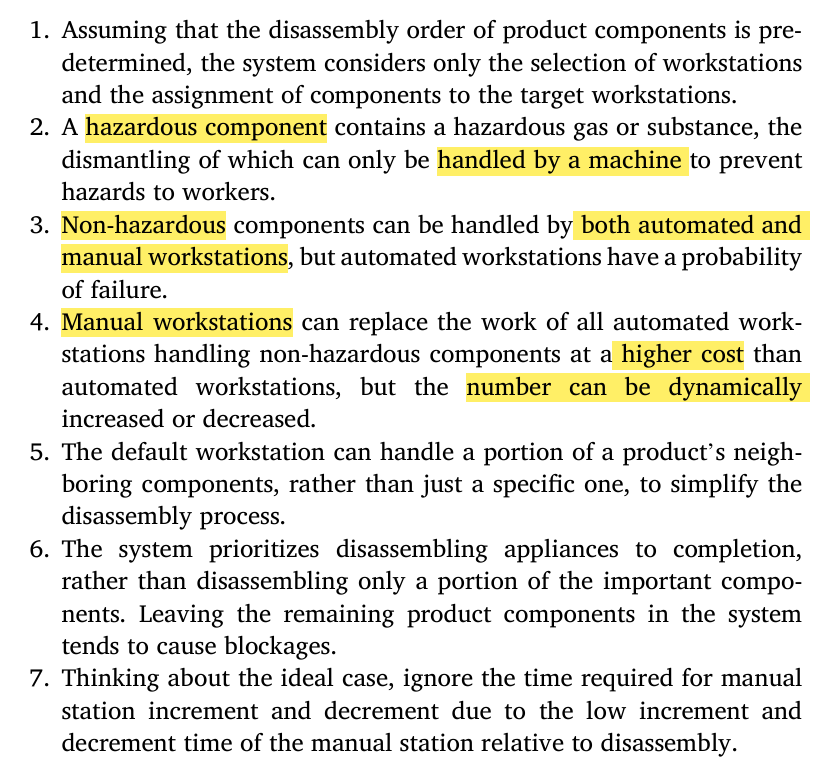 1. Assuming that the disassembly order of product components is pre-
determined, the system considers only the selection of workstations
and the assignment of components to the target workstations.
2. A hazardous component contains a hazardous gas or substance, the
dismantling of which can only be handled by a machine to prevent
hazards to workers.
3. Non-hazardous components can be handled by both automated and
manual workstations, but automated workstations have a probability
of failure.
4. Manual workstations can replace the work of all automated work-
stations handling non-hazardous components at a higher cost than
automated workstations, but the number can be dynamically
increased or decreased.
5. The default workstation can handle a portion of a product's neigh-
boring components, rather than just a specific one, to simplify the
disassembly process.
6. The system prioritizes disassembling appliances to completion,
rather than disassembling only a portion of the important compo-
nents. Leaving the remaining product components in the system
tends to cause blockages.
7. Thinking about the ideal case, ignore the time required for manual
station increment and decrement due to the low increment and
decrement time of the manual station relative to disassembly.